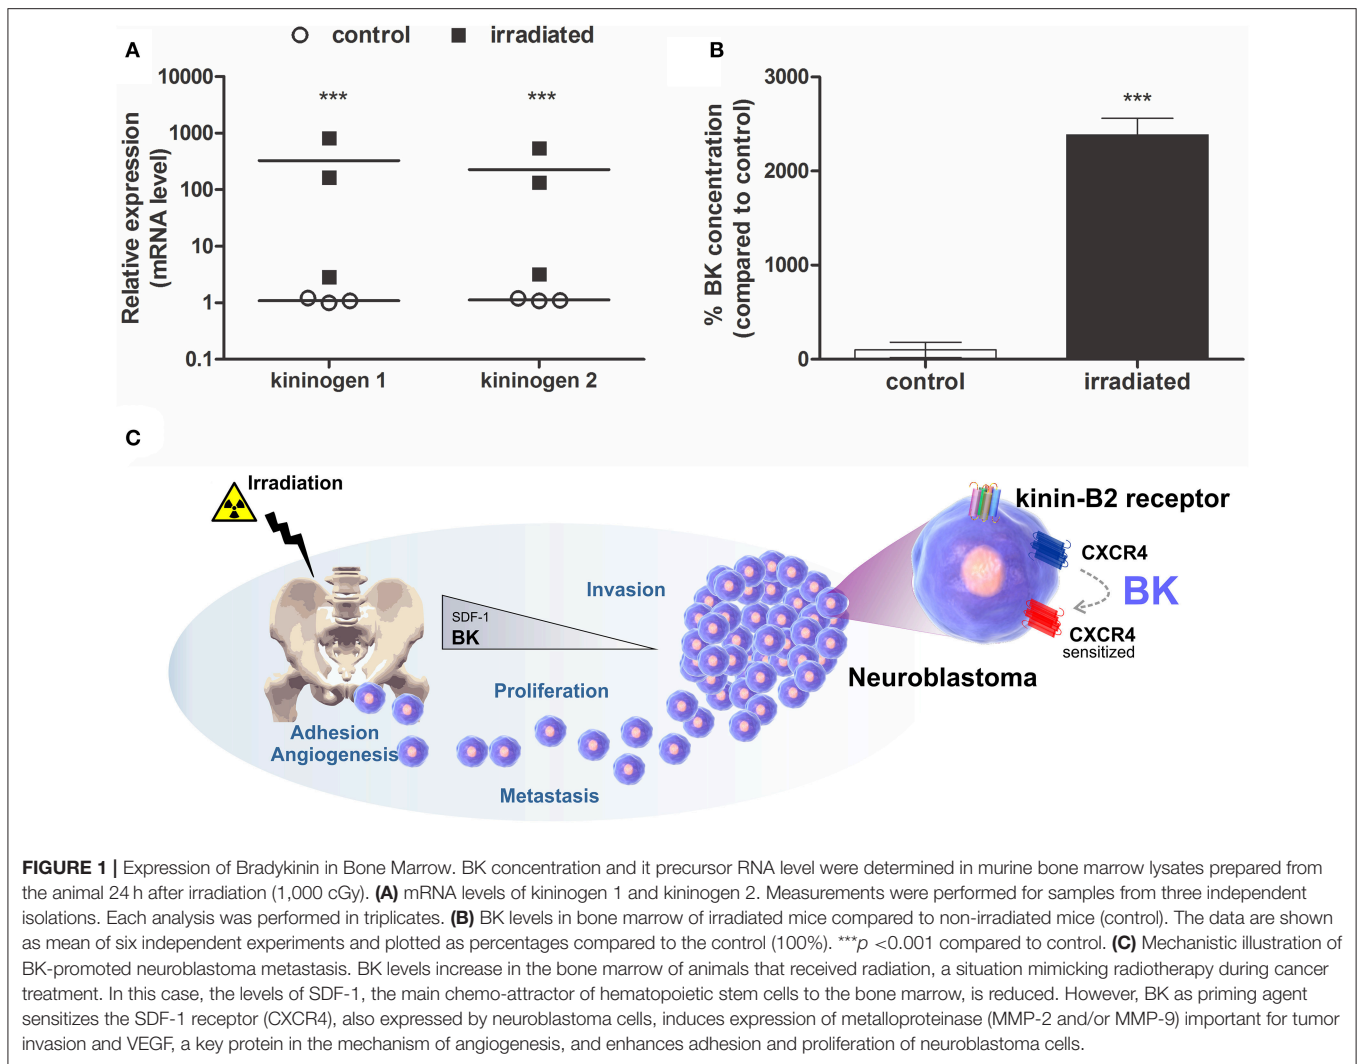 A
control
irradiated
10000
1000
100
10
1
0.1
Relative expression
(mRNA level)
***
***
kininogen 1
kininogen 2
B
3000
2000
1000
0
% BK concentration
(compared to control)
***
control
irradiated
C
Irradiation
SDF-1
BK
Invasion
Proliferation
Adhesion
Angiogenesis
Metastasis
Neuroblastoma
kinin-B2 receptor
CXCR4
BK
CXCR4
sensitized
FIGURE 1 | Expression of Bradykinin in Bone Marrow. BK concentration and it precursor RNA level were determined in murine bone marrow lysates prepared from
the animal 24 h after irradiation (1,000 cGy). (A) mRNA levels of kininogen 1 and kininogen 2. Measurements were performed for samples from three independent
isolations. Each analysis was performed in triplicates. (B) BK levels in bone marrow of irradiated mice compared to non-irradiated mice (control). The data are shown
as mean of six independent experiments and plotted as percentages compared to the control (100%). ***p <0.001 compared to control. (C) Mechanistic illustration of
BK-promoted neuroblastoma metastasis. BK levels increase in the bone marrow of animals that received radiation, a situation mimicking radiotherapy during cancer
treatment. In this case, the levels of SDF-1, the main chemo-attractor of hematopoietic stem cells to the bone marrow, is reduced. However, BK as priming agent
sensitizes the SDF-1 receptor (CXCR4), also expressed by neuroblastoma cells, induces expression of metalloproteinase (MMP-2 and/or MMP-9) important for tumor
invasion and VEGF, a key protein in the mechanism of angiogenesis, and enhances adhesion and proliferation of neuroblastoma cells.